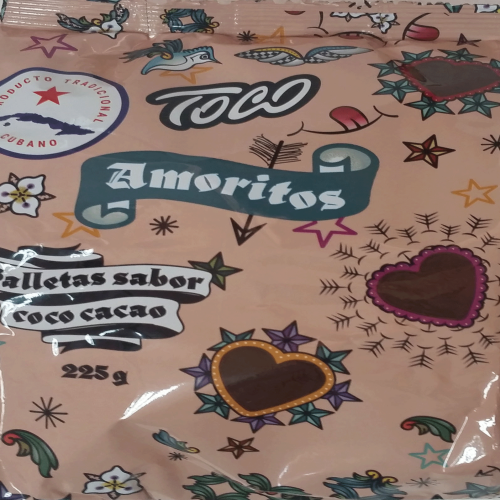 PRODUCTO TRADICIONAL
CUBANO
TOCO
Amoritos
alletas sabor
coco cacao
225 g